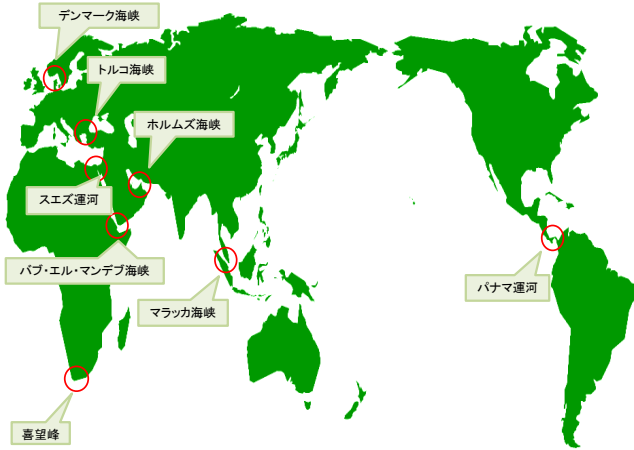 デンマーク海峡
トルコ海峡
ホルムズ海峡
スエズ運河
バブ・エル・マンデブ海峡
マラッカ海峡
パナマ運河
喜望峰